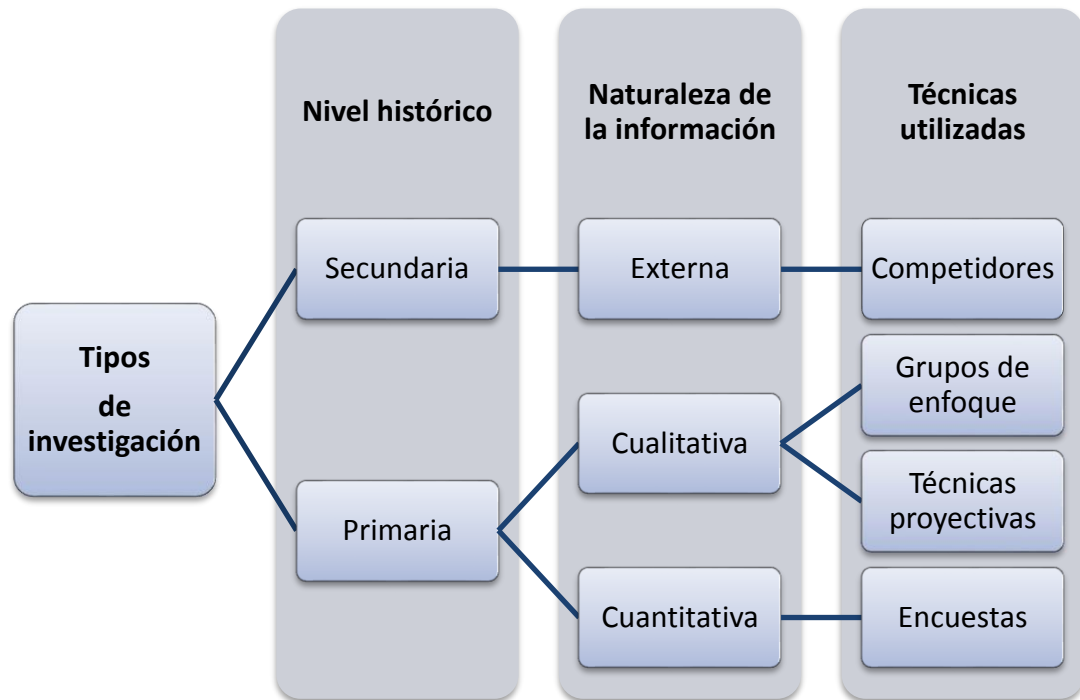 Nivel histórico
Naturaleza de
la información
Técnicas
utilizadas
Tipos
de
investigación
Secundaria
Externa
Competidores
Primaria
Cualitativa
Grupos de
enfoque
Técnicas
proyectivas
Cuantitativa
Encuestas